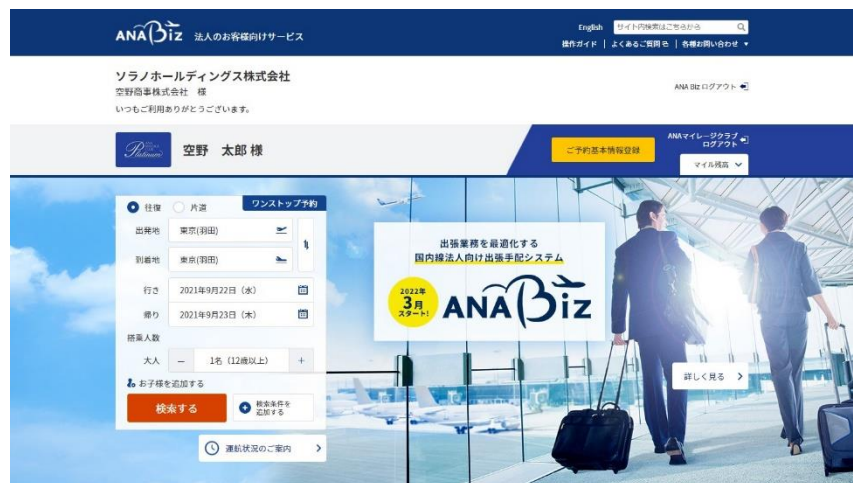 ANA Biz 法人のお客様向けサービス
English サイト内検索はこちらから
操作ガイド | よくあるご質問 | 各種お問い合わせ ▼
ソラノホールディングス株式会社
空野商事株式会社 様
いつもご利用ありがとうございます。
ANA Biz ログアウト
Platinum 空野 太郎 様
ご予約基本情報登録
ANAマイレージクラブ
ログアウト
マイル残高
往復 片道 ワンストップ予約
出発地 東京(羽田)
到着地 東京(羽田)
行き 2021年9月22日（水）
帰り 2021年9月23日（木）
搭乗人数
大人 － 1名（12歳以上） +
お子様を追加する
検索する
検索条件を
追加する
運航状況のご案内
出張業務を最適化する
国内線法人向け出張手配システム
2022年
3月
スタート!
ANA Biz
詳しく見る